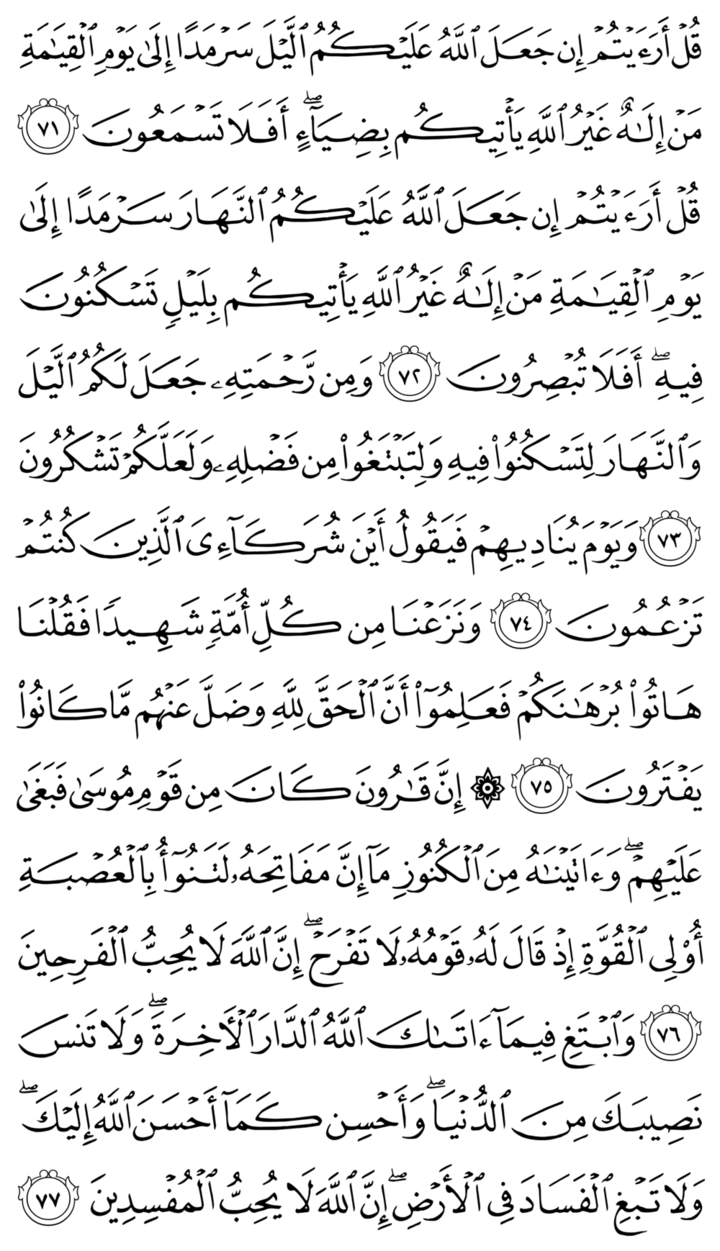 قُلۡ أَرَءَيۡتُمۡ إِن جَعَلَ ٱللَّهُ عَلَيۡكُمُ ٱلَّيۡلَ سَرۡمَدًا إِلَىٰ يَوۡمِ ٱلۡقِيَٰمَةِ
مَنۡ إِلَٰهٌ غَيۡرُ ٱللَّهِ يَأۡتِيكُم بِضِيَآءٍۖ أَفَلَا تَسۡمَعُونَ ٧١
قُلۡ أَرَءَيۡتُمۡ إِن جَعَلَ ٱللَّهُ عَلَيۡكُمُ ٱلنَّهَارَ سَرۡمَدًا إِلَىٰ
يَوۡمِ ٱلۡقِيَٰمَةِ مَنۡ إِلَٰهٌ غَيۡرُ ٱللَّهِ يَأۡتِيكُم بِلَيۡلٖ تَسۡكُنُونَ
فِيهِۖ أَفَلَا تُبۡصِرُونَ ٧٢ وَمِن رَّحۡمَتِهِۦ جَعَلَ لَكُمُ ٱلَّيۡلَ
وَٱلنَّهَارَ لِتَسۡكُنُواْ فِيهِ وَلِتَبۡتَغُواْ مِن فَضۡلِهِۦ وَلَعَلَّكُمۡ تَشۡكُرُونَ
٧٣ وَيَوۡمَ يُنَادِيهِمۡ فَيَقُولُ أَيۡنَ شُرَكَآءِيَ ٱلَّذِينَ كُنتُمۡ
تَزۡعُمُونَ ٧٤ وَنَزَعۡنَا مِن كُلِّ أُمَّةٖ شَهِيدٗا فَقُلۡنَا
هَاتُواْ بُرۡهَٰنَكُمۡ فَعَلِمُوٓاْ أَنَّ ٱلۡحَقَّ لِلَّهِ وَضَلَّ عَنۡهُم مَّا كَانُواْ
يَفۡتَرُونَ ٧٥ ۞ إِنَّ قَٰرُونَ كَانَ مِن قَوۡمِ مُوسَىٰ فَبَغَىٰ
عَلَيۡهِمۡۖ وَءَاتَيۡنَٰهُ مِنَ ٱلۡكُنُوزِ مَآ إِنَّ مَفَاتِحَهُۥ لَتَنُوٓأُ بِٱلۡعُصۡبَةِ
أُوْلِي ٱلۡقُوَّةِ إِذۡ قَالَ لَهُۥ قَوۡمُهُۥ لَا تَفۡرَحۡۖ إِنَّ ٱللَّهَ لَا يُحِبُّ ٱلۡفَرِحِينَ
٧٦ وَٱبۡتَغِ فِيمَآ ءَاتَىٰكَ ٱللَّهُ ٱلدَّارَ ٱلۡأٓخِرَةَۖ وَلَا تَنسَ
نَصِيبَكَ مِنَ ٱلدُّنۡيَاۖ وَأَحۡسِن كَمَآ أَحۡسَنَ ٱللَّهُ إِلَيۡكَۖ
وَلَا تَبۡغِ ٱلۡفَسَادَ فِي ٱلۡأَرۡضِۖ إِنَّ ٱللَّهَ لَا يُحِبُّ ٱلۡمُفۡسِدِينَ ٧٧